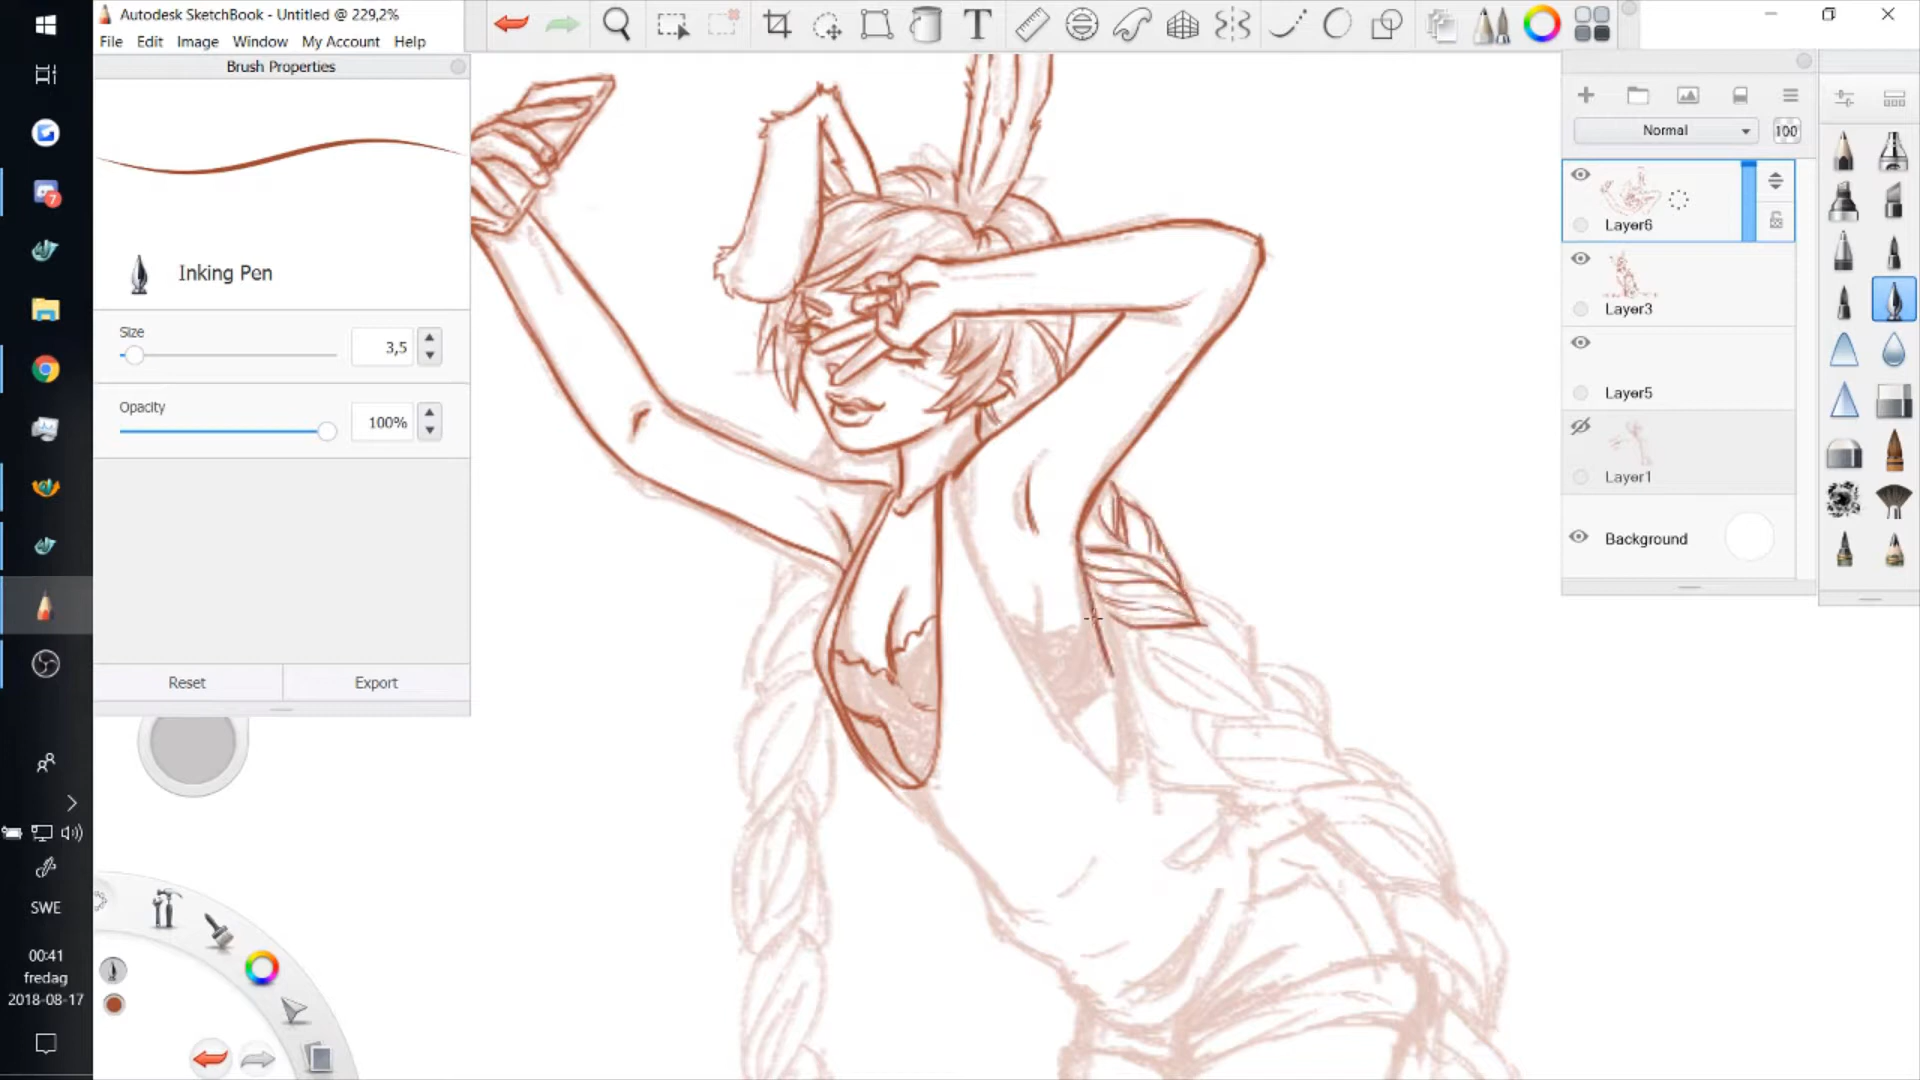 Autodesk SketchBook - Untitled @ 229,2%
File Edit Image Window My Account Help
Brush Properties
Inking Pen
Size
3,5
Opacity
100%
Reset Export
Normal 100
Layer6
Layer3
Layer5
Layer1
Background
T
7
SWE
00:41
fredag
2018-08-17